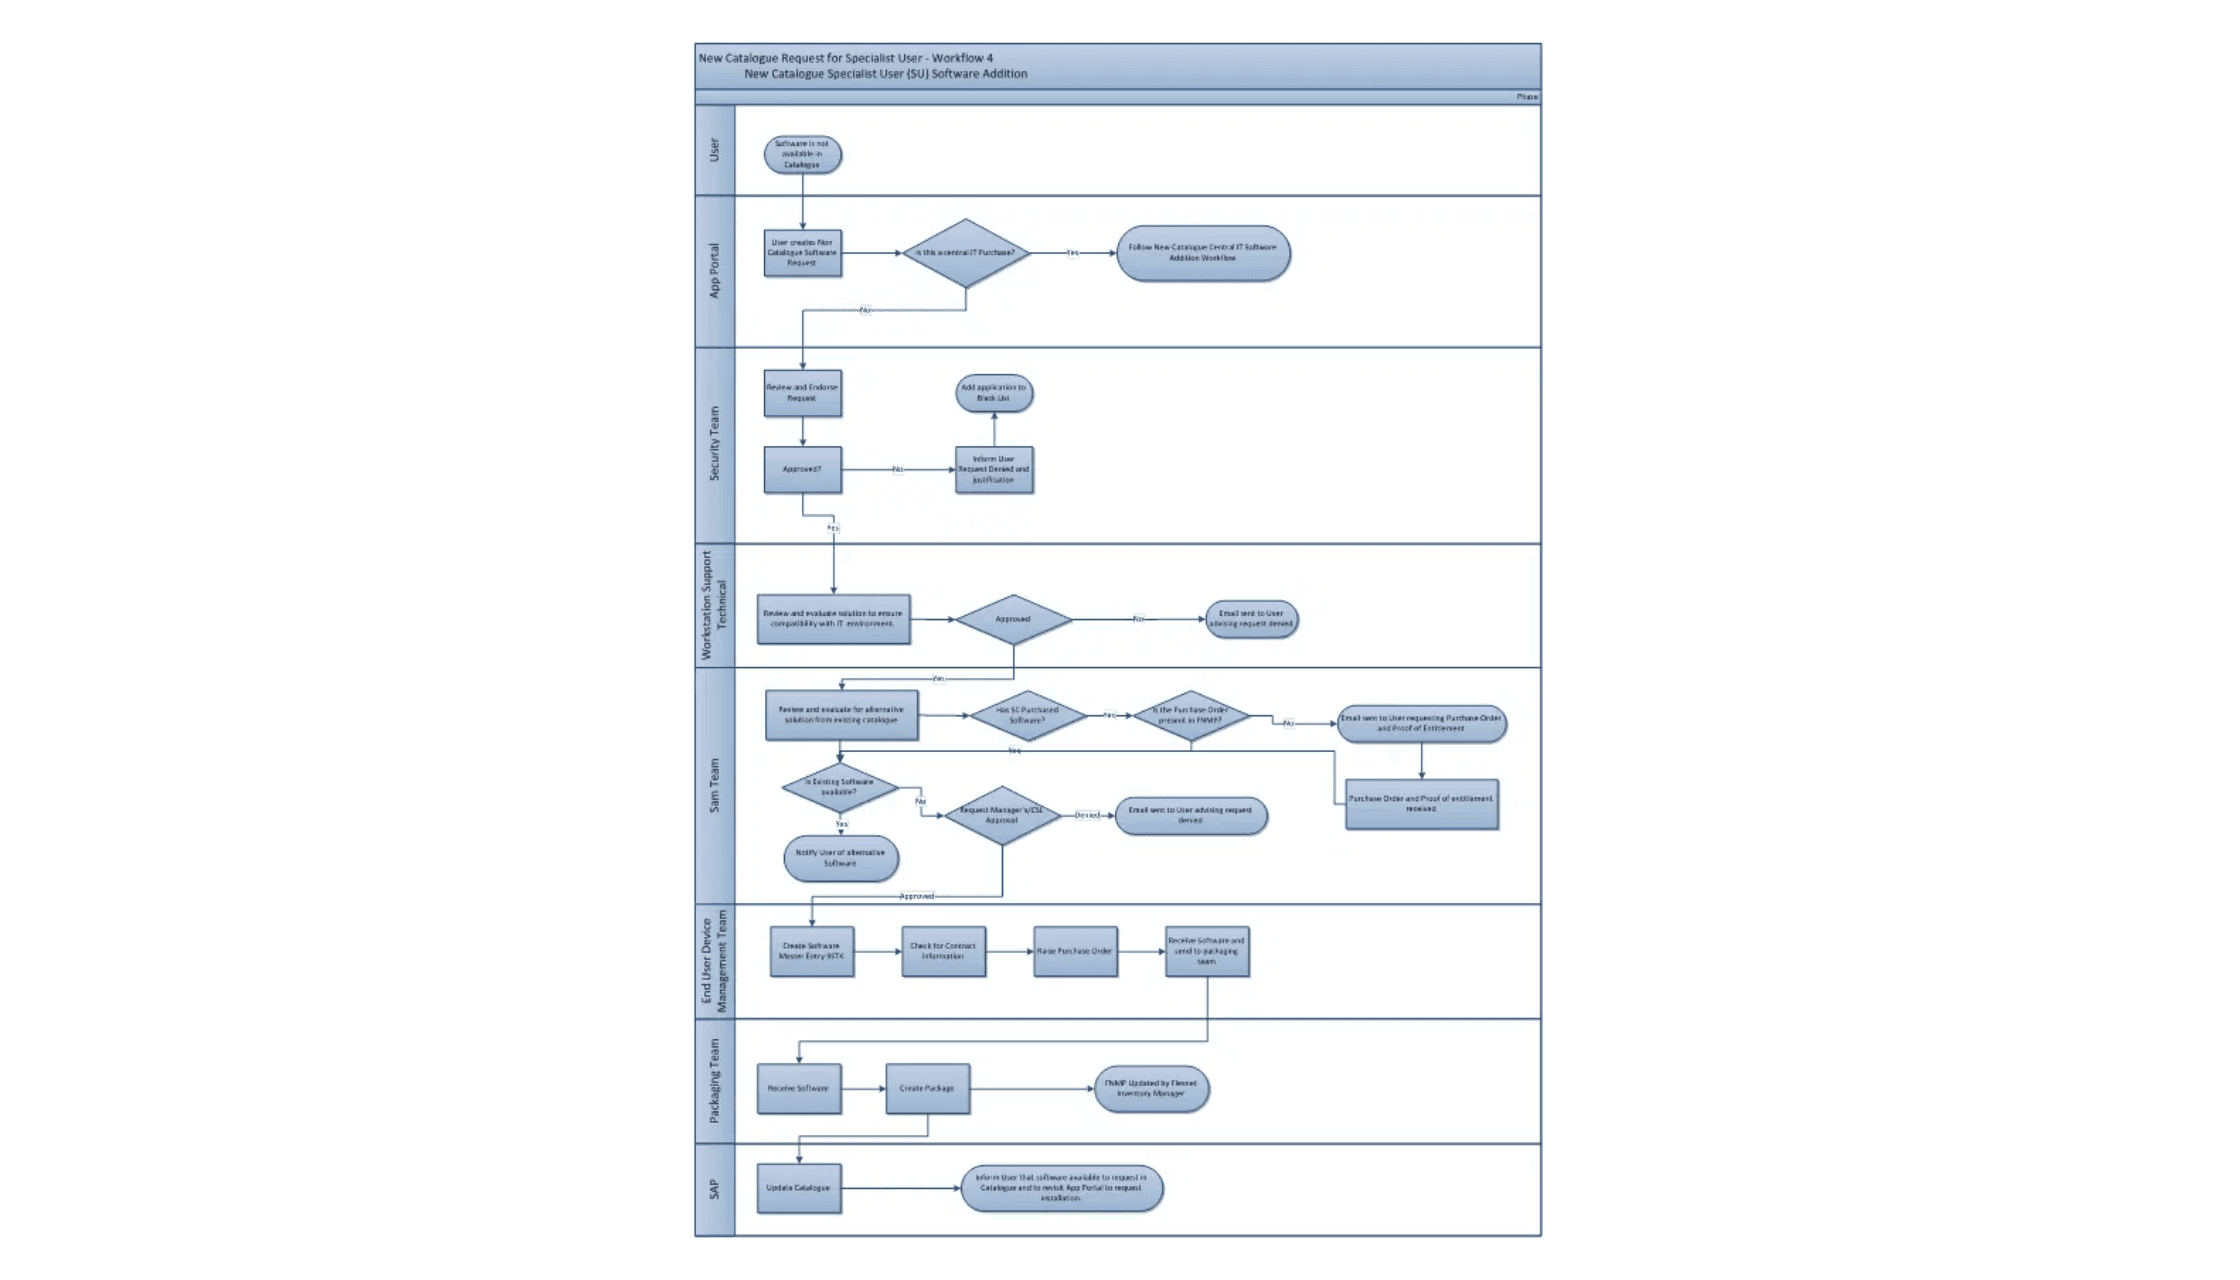 New Catalogue Request for Specialist User - Workflow 4
New Catalogue Specialist User (SU) Software Addition
Phase
User
Software is not
available in
Catalogue
App Portal
User creates Non
Catalogue Software
Request
Is this a central IT Purchase?
Yes
Follow New Catalogue Central IT Software
Addition Workflow
No
Security Team
Review and Endorse
Request
Add application to
Black List
Approved?
No
Inform User
Request Denied and
justification
Yes
Workstation Support
Technical
Review and evaluate solution to ensure
compatibility with IT environment.
Approved
No
Email sent to User
advising request denied
Yes
Sam Team
Review and evaluate for alternative
solution from existing catalogue
Has SC Purchased
Software?
Yes
Is the Purchase Order
present in FNMP?
No
Email sent to User requesting Purchase Order
and Proof of Entitlement
Yes
Is Existing Software
available?
No
Request Manager's/CSL
Approval
Denied
Email sent to User advising request
denied
Purchase Order and Proof of entitlement
received
Yes
Notify User of alternative
Software
Approved
End User Device
Management Team
Create Software
Master Entry 9STK
Check for Contract
information
Raise Purchase Order
Receive Software and
send to packaging
team
Packaging Team
Receive Software
Create Package
FNMP Updated by Flexnet
Inventory Manager
SAP
Update Catalogue
Inform User that software available to request in
Catalogue and to revisit App Portal to request
installation.